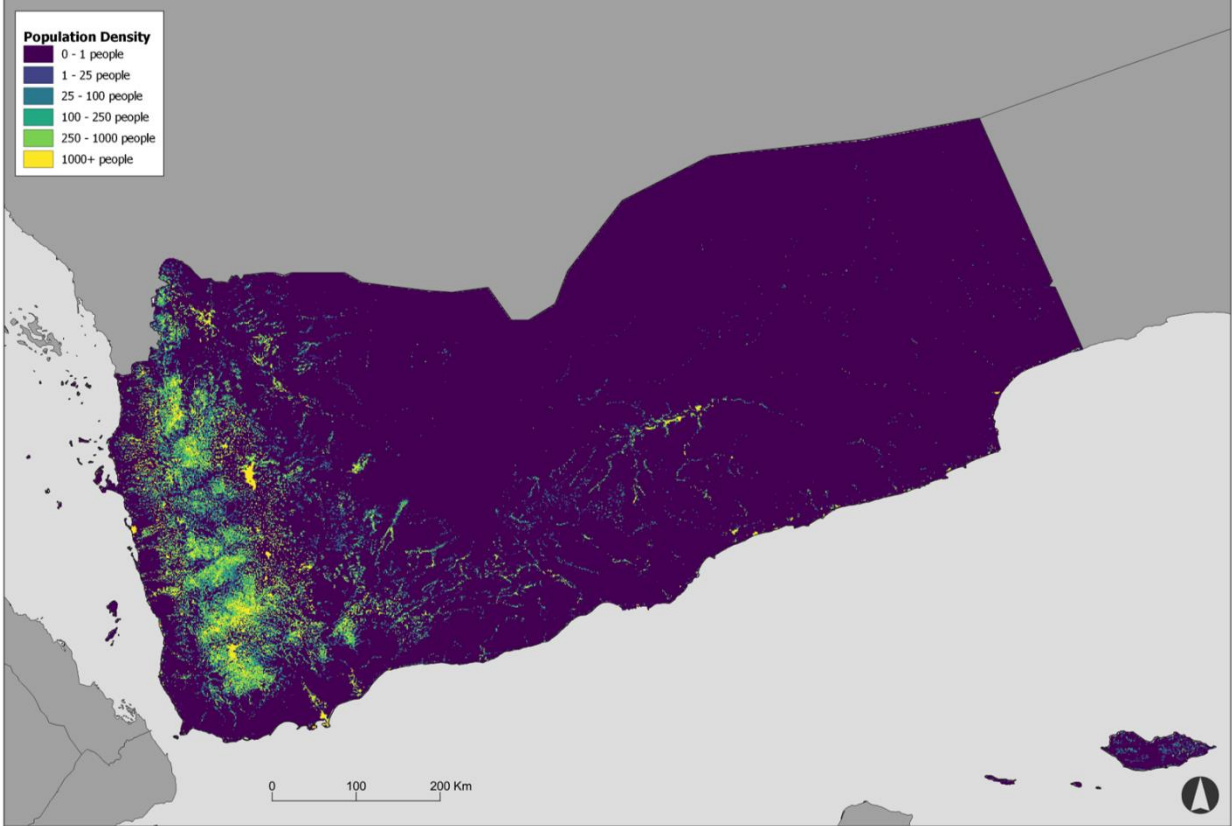 Population Density
0 - 1 people
1 - 25 people
25 - 100 people
100 - 250 people
250 - 1000 people
1000+ people
0 100 200 Km